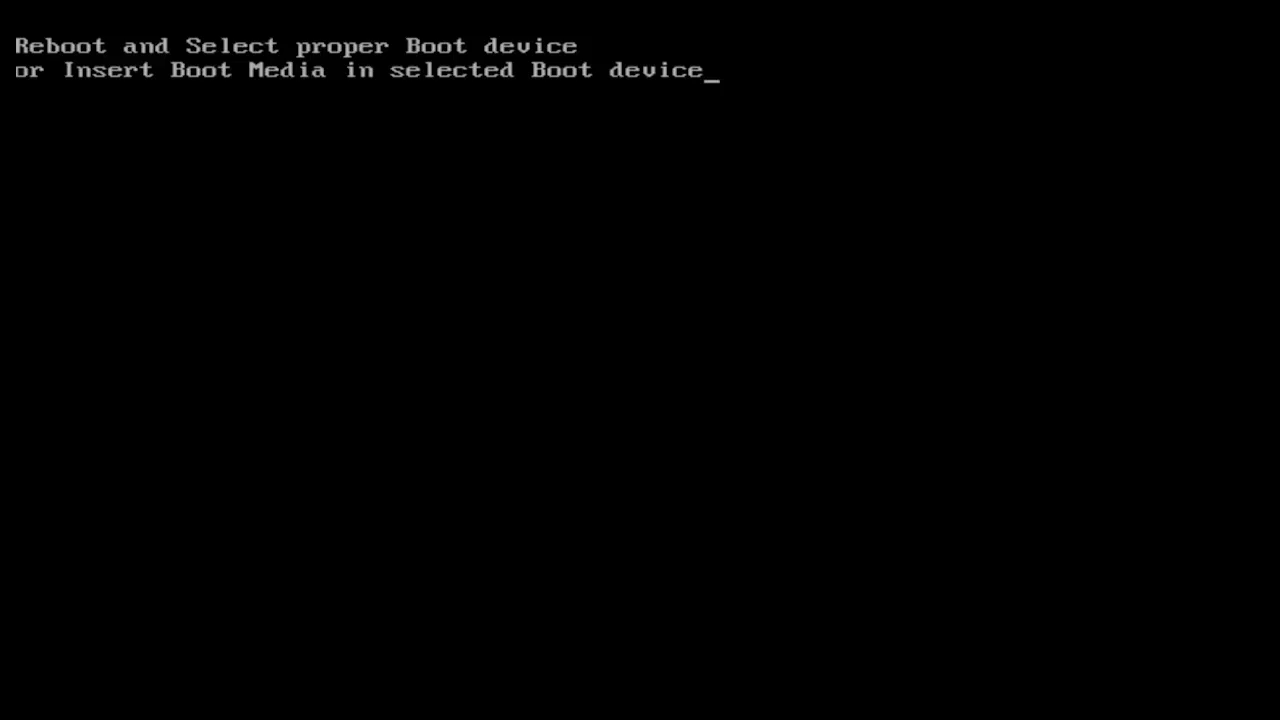 Reboot and Select proper Boot device
or Insert Boot Media in selected Boot device_